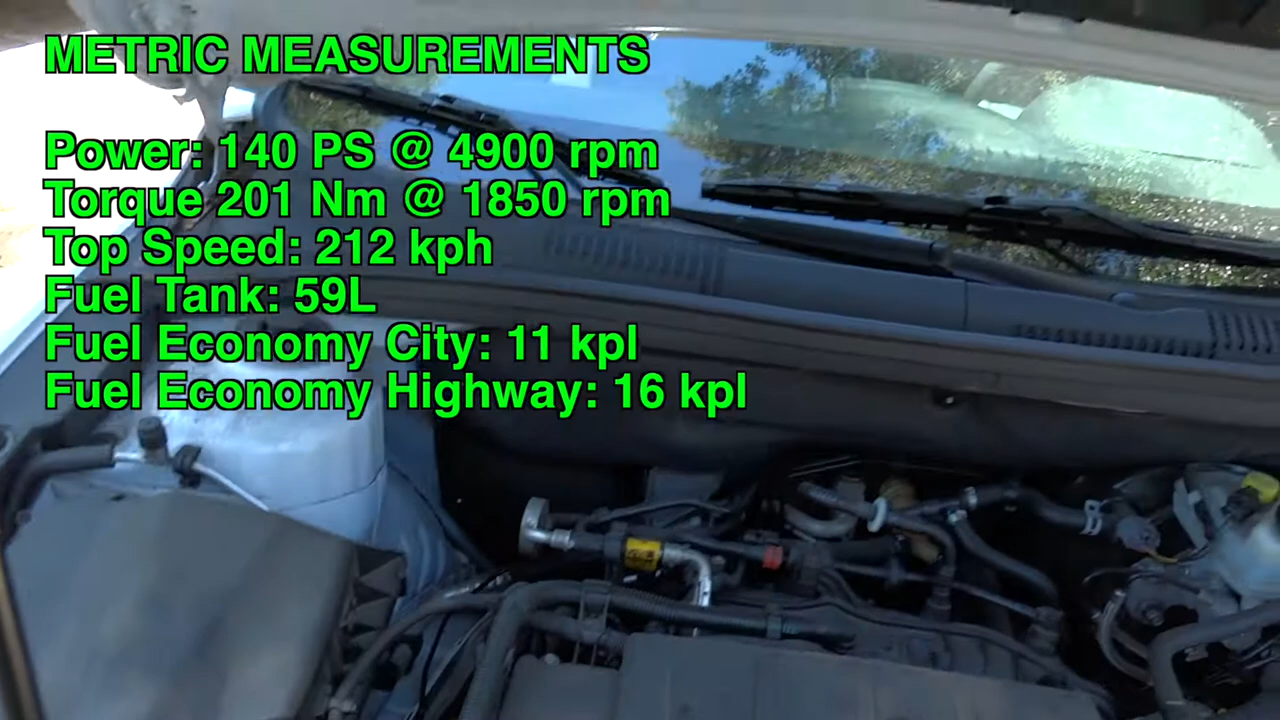 METRIC MEASUREMENTS
Power: 140 PS @ 4900 rpm
Torque 201 Nm @ 1850 rpm
Top Speed: 212 kph
Fuel Tank: 59L
Fuel Economy City: 11 kpl
Fuel Economy Highway: 16 kpl